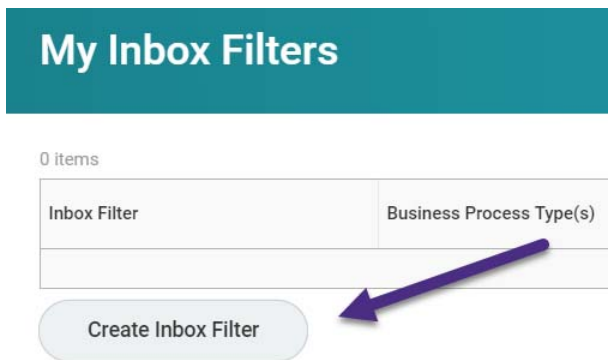 My Inbox Filters
0 items
Inbox Filter Business Process Type(s)
Create Inbox Filter